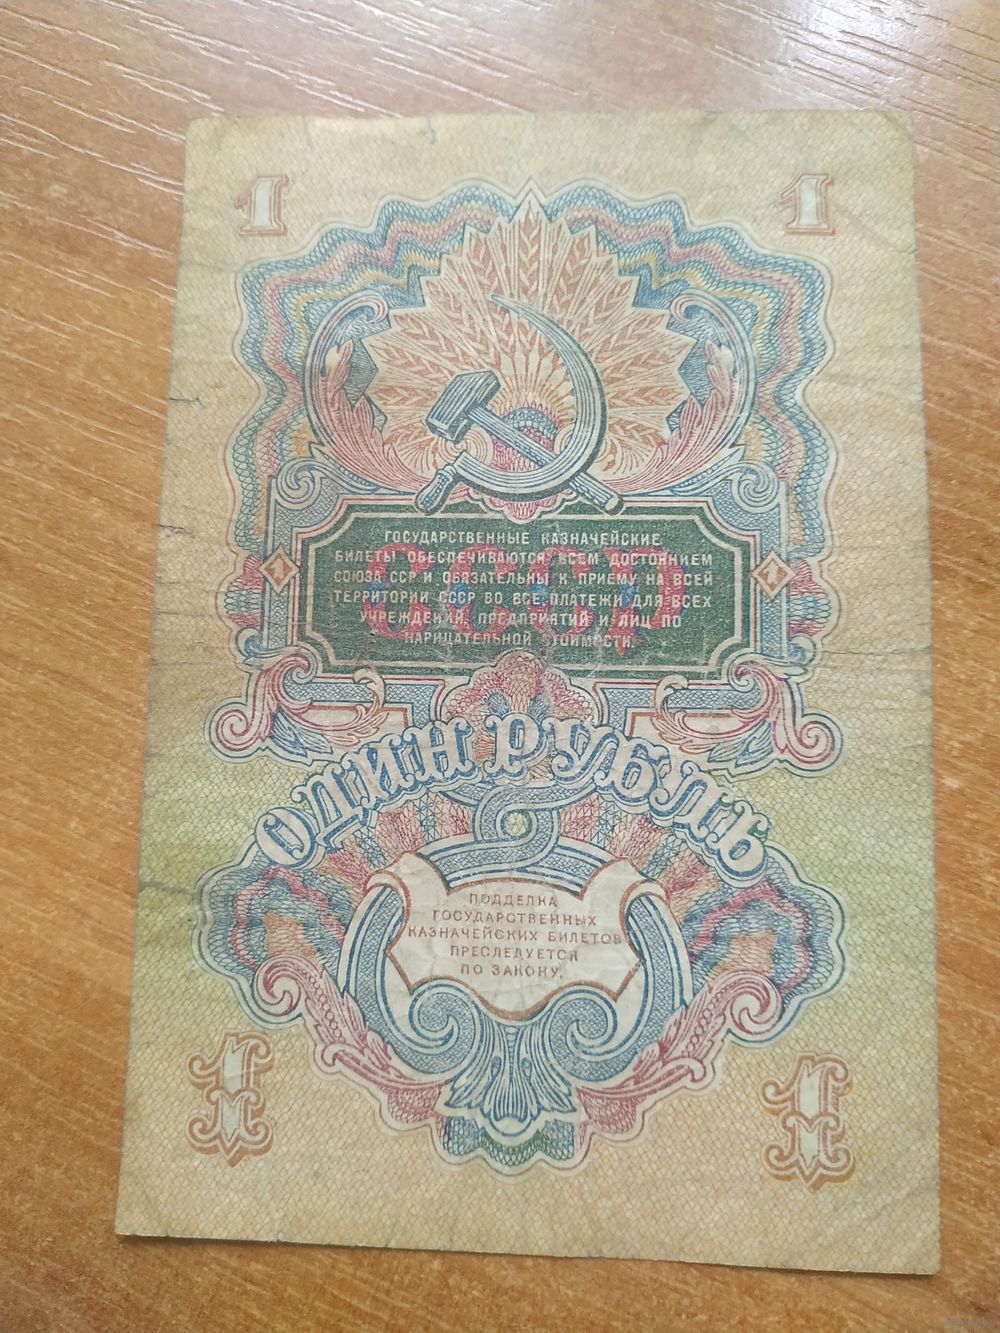 1 1
ГОСУДАРСТВЕННЫЕ КАЗНАЧЕЙСКИЕ
БИЛЕТЫ ОБЕСПЕЧИВАЮТСЯ ВСЕМ ДОСТОЯНИЕМ
СОЮЗА ССР И ОБЯЗАТЕЛЬНЫ К ПРИЕМУ НА ВСЕЙ
ТЕРРИТОРИИ СССР ВО ВСЕ ПЛАТЕЖИ ДЛЯ ВСЕХ
УЧРЕЖДЕНИЙ, ПРЕДПРИЯТИЙ И ЛИЦ ПО
НАРИЦАТЕЛЬНОЙ СТОИМОСТИ.
СССР
1 1
ОДИН РУБЛЬ
ПОДДЕЛКА
ГОСУДАРСТВЕННЫХ
КАЗНАЧЕЙСКИХ БИЛЕТОВ
ПРЕСЛЕДУЕТСЯ
ПО ЗАКОНУ.
1 1